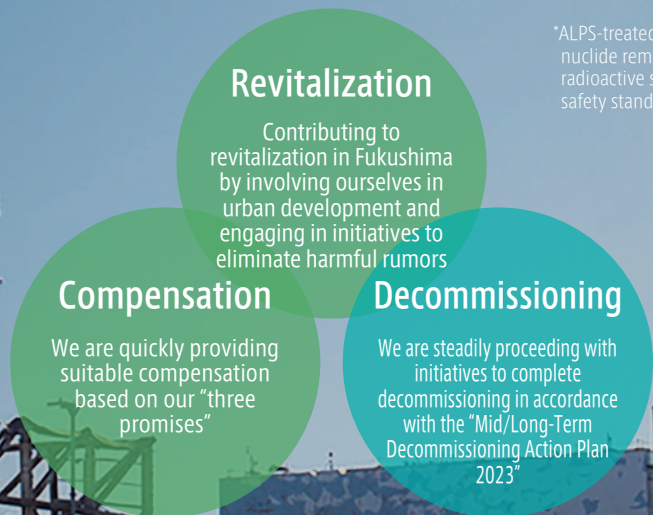 *ALPS-treated
nuclide rem
radioactive s
safety stand
Revitalization
Contributing to
revitalization in Fukushima
by involving ourselves in
urban development and
engaging in initiatives to
eliminate harmful rumors
Compensation
We are quickly providing
suitable compensation
based on our “three
promises”
Decommissioning
We are steadily proceeding with
initiatives to complete
decommissioning in accordance
with the “Mid/Long-Term
Decommissioning Action Plan
2023”